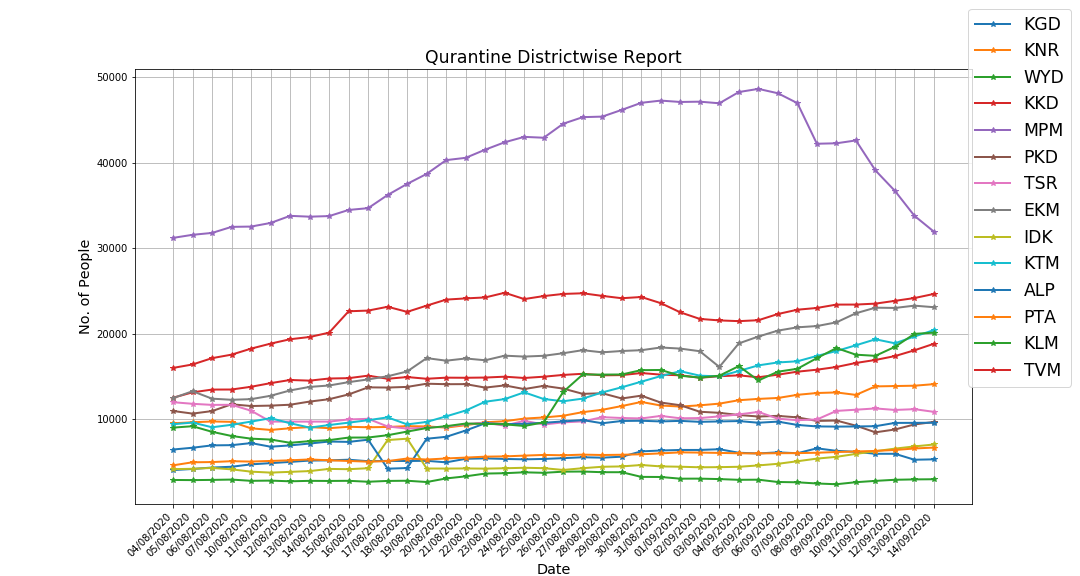 Qurantine Districtwise Report
50000
40000
30000
20000
10000
No. of People
04/08/2020
05/08/2020
06/08/2020
07/08/2020
10/08/2020
11/08/2020
12/08/2020
13/08/2020
14/08/2020
15/08/2020
16/08/2020
17/08/2020
18/08/2020
19/08/2020
20/08/2020
21/08/2020
22/08/2020
23/08/2020
24/08/2020
25/08/2020
26/08/2020
27/08/2020
28/08/2020
29/08/2020
30/08/2020
31/08/2020
01/09/2020
02/09/2020
03/09/2020
04/09/2020
05/09/2020
06/09/2020
07/09/2020
08/09/2020
09/09/2020
10/09/2020
11/09/2020
12/09/2020
13/09/2020
14/09/2020
Date
KGD
KNR
WYD
KKD
MPM
PKD
TSR
EKM
IDK
KTM
ALP
PTA
KLM
TVM